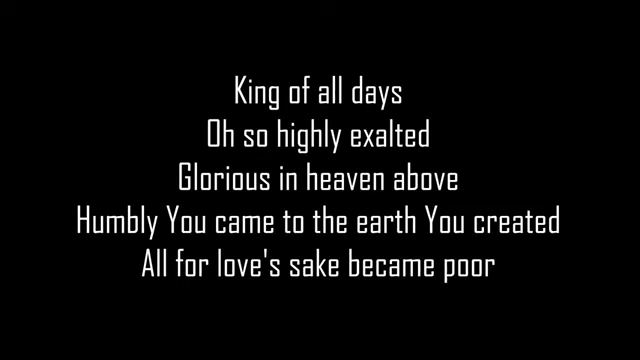 King of all days
Oh so highly exalted
Glorious in heaven above
Humbly You came to the earth You created
All for love's sake became poor